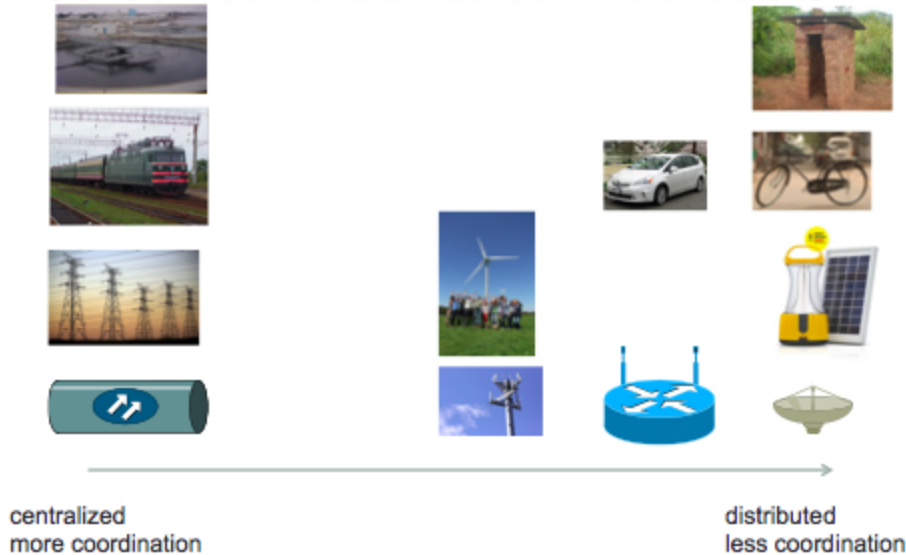 centralized
more coordination
distributed
less coordination